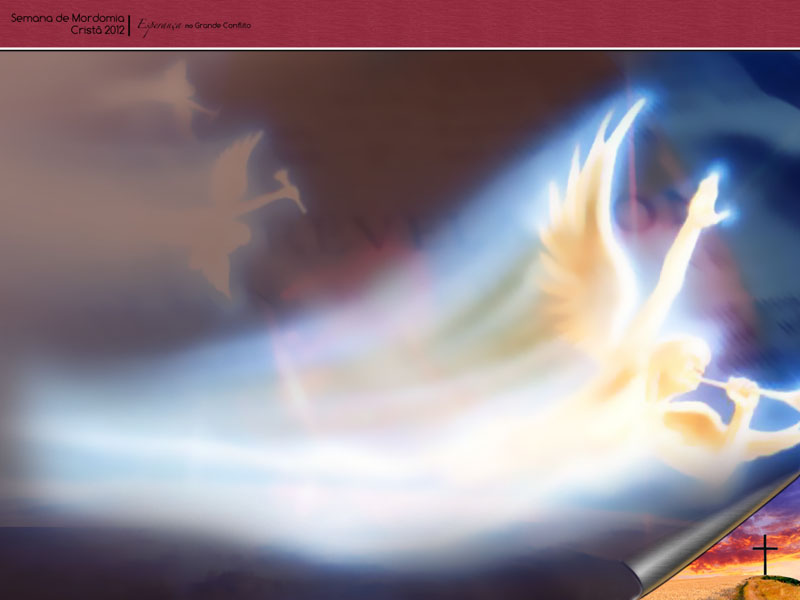 Semana de Mordomia
Cristã 2012
Esperança no Grande Conflito